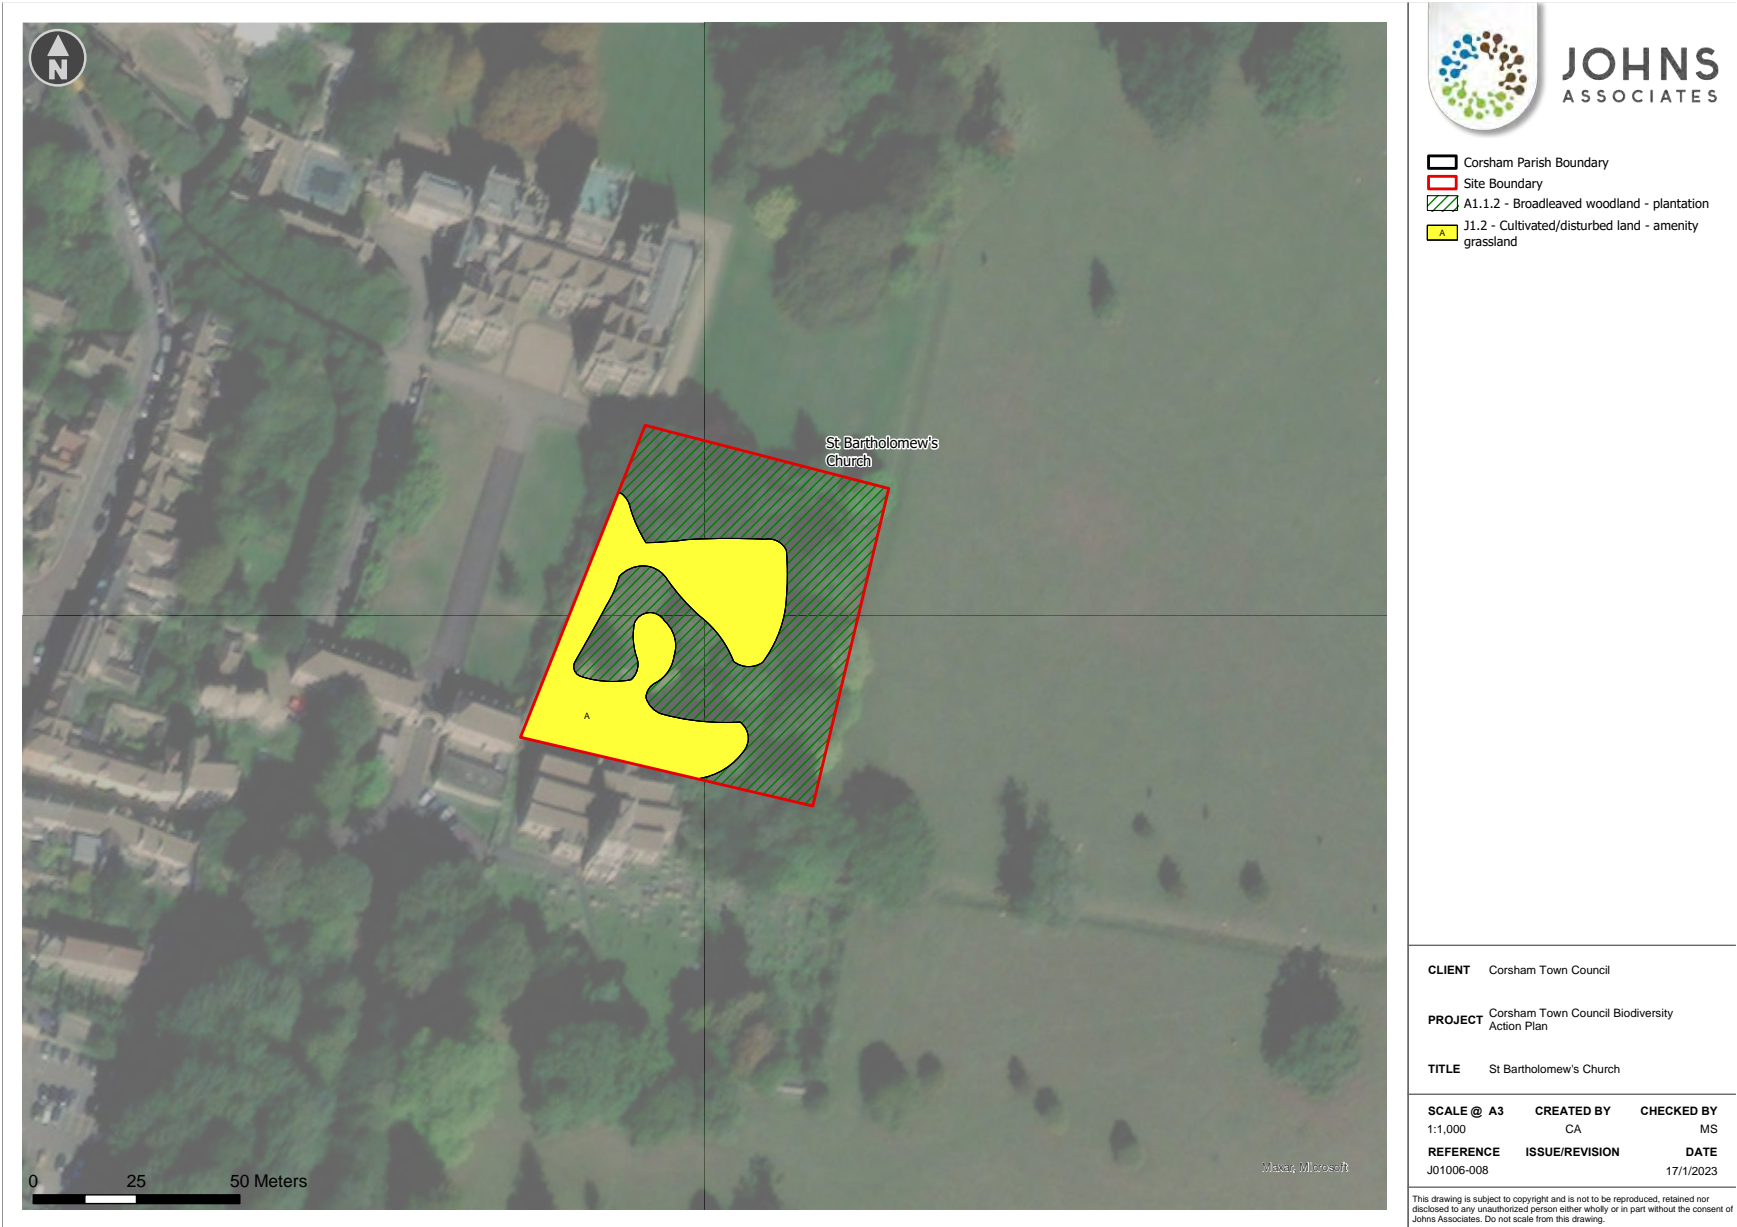 N
St Bartholomew's
Church
A
0 25 50 Meters
Maxar, Microsoft
JOHNS
ASSOCIATES
Corsham Parish Boundary
Site Boundary
A1.1.2 - Broadleaved woodland - plantation
A
J1.2 - Cultivated/disturbed land - amenity
grassland
CLIENT Corsham Town Council
PROJECT Corsham Town Council Biodiversity
Action Plan
TITLE St Bartholomew's Church
SCALE @ A3 CREATED BY CHECKED BY
1:1,000 CA MS
REFERENCE ISSUE/REVISION DATE
J01006-008 17/1/2023
This drawing is subject to copyright and is not to be reproduced, retained nor
disclosed to any unauthorized person either wholly or in part without the consent of
Johns Associates. Do not scale from this drawing.